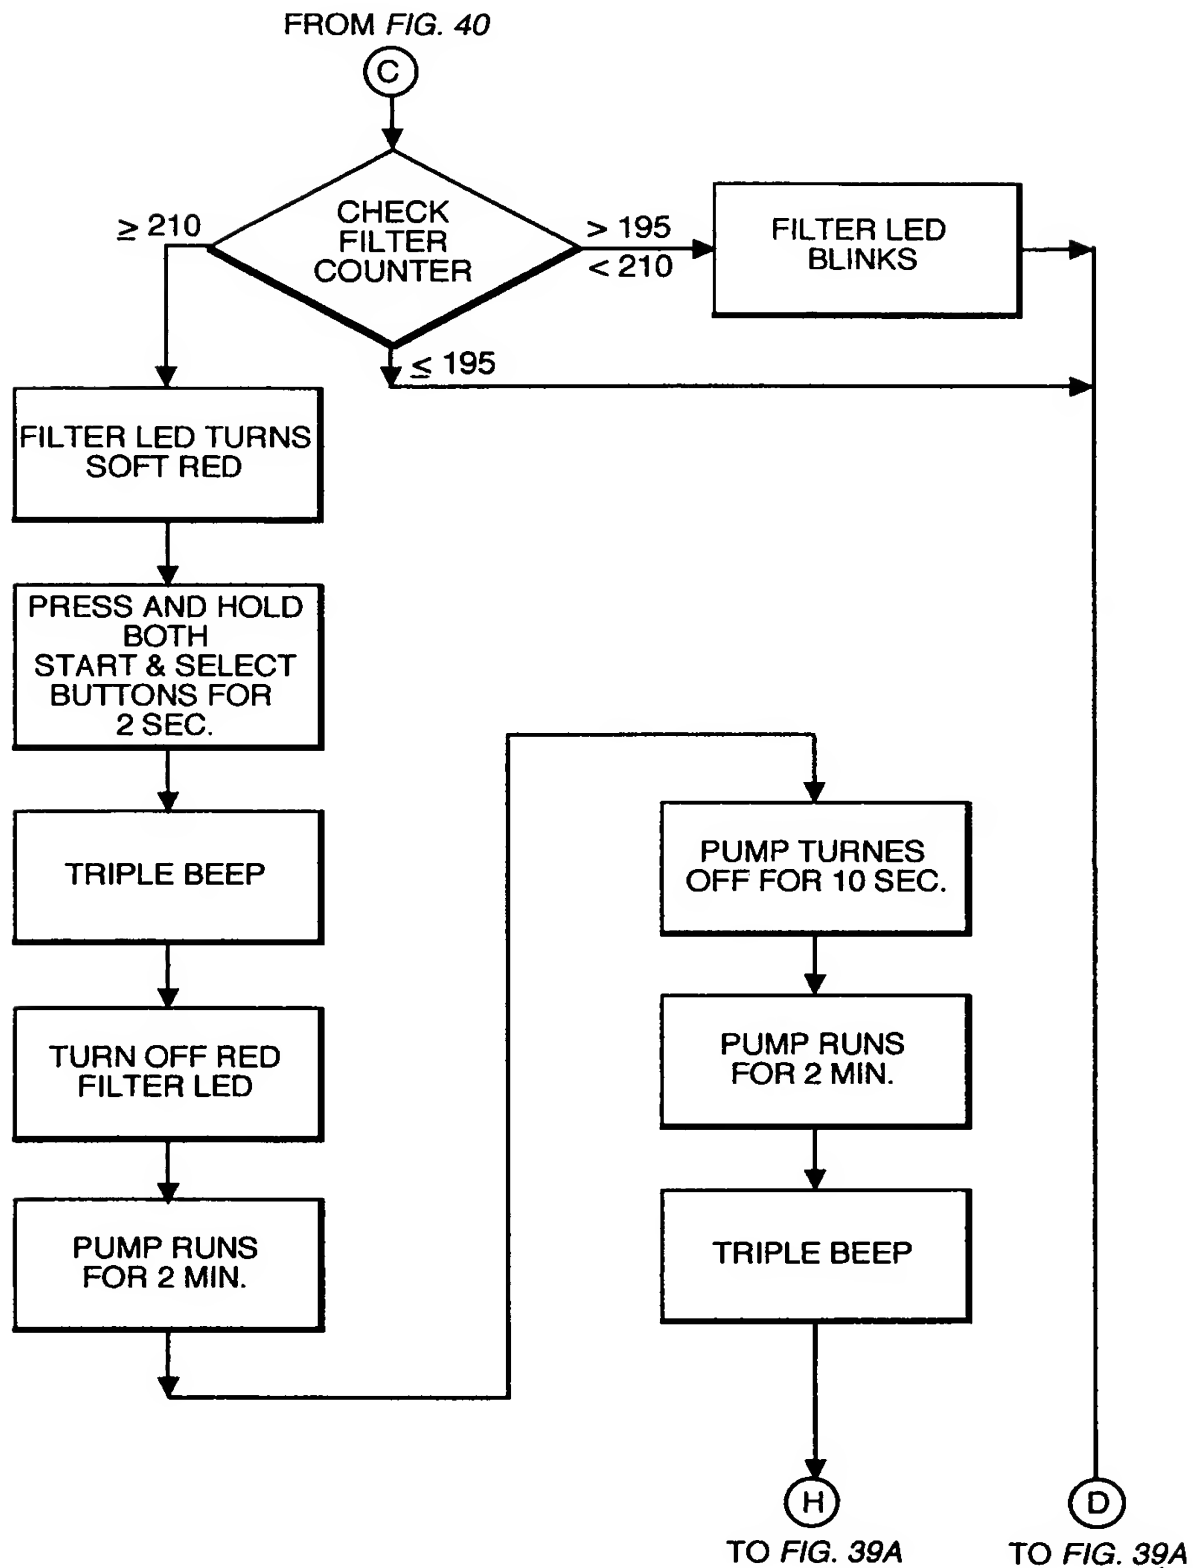 FROM FIG. 40
C
CHECK
FILTER
COUNTER
≥ 210
> 195
< 210
≤ 195
FILTER LED
BLINKS
FILTER LED TURNS
SOFT RED
PRESS AND HOLD
BOTH
START & SELECT
BUTTONS FOR
2 SEC.
TRIPLE BEEP
TURN OFF RED
FILTER LED
PUMP RUNS
FOR 2 MIN.
PUMP TURNES
OFF FOR 10 SEC.
PUMP RUNS
FOR 2 MIN.
TRIPLE BEEP
H
TO FIG. 39A
D
TO FIG. 39A